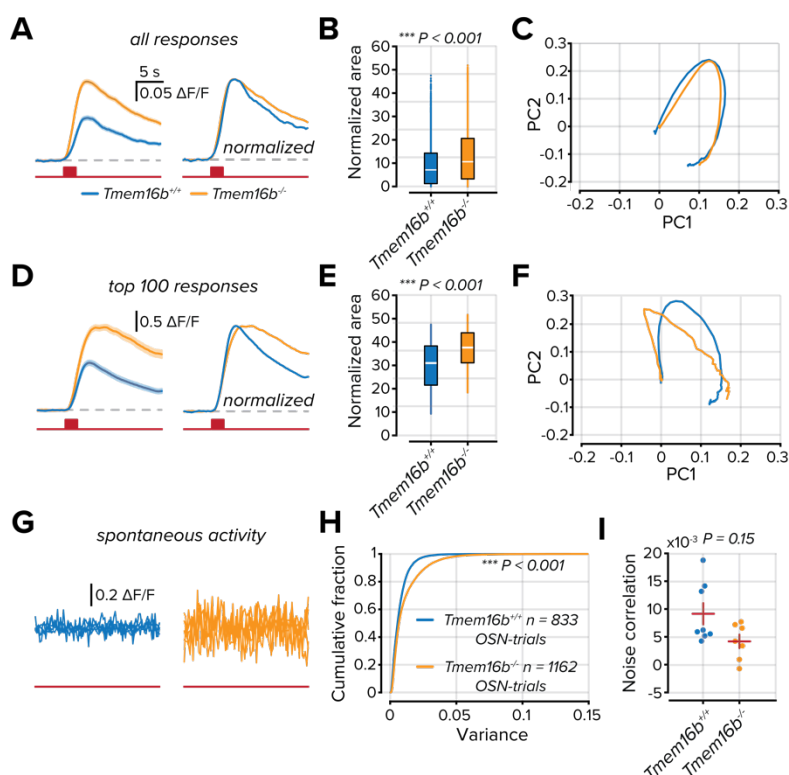 A
all responses
5 s
0.05 ΔF/F
normalized
Tmem16b+/+
Tmem16b-/-
B
*** P < 0.001
Normalized area
60
50
40
30
20
10
0
Tmem16b+/+
Tmem16b-/-
C
PC2
0.3
0.2
0.1
0
-0.1
0.2
-0.2 -0.1 0 0.1 0.2 0.3
PC1
D
top 100 responses
0.5 ΔF/F
normalized
E
*** P < 0.001
Normalized area
60
50
40
30
20
10
0
Tmem16b+/+
Tmem16b-/-
F
PC2
0.3
0.2
0.1
0
-0.1
0.2
-0.2 -0.1 0 0.1 0.2 0.3
PC1
G
spontaneous activity
0.2 ΔF/F
H
Cumulative fraction
1
0.8
0.6
0.4
0.2
0
*** P < 0.001
Tmem16b+/+ n = 833
OSN-trials
Tmem16b-/- n = 1162
OSN-trials
0 0.05 0.1 0.15
Variance
I
x10-3 P = 0.15
Noise correlation
20
15
10
5
0
-5
Tmem16b+/+
Tmem16b-/-